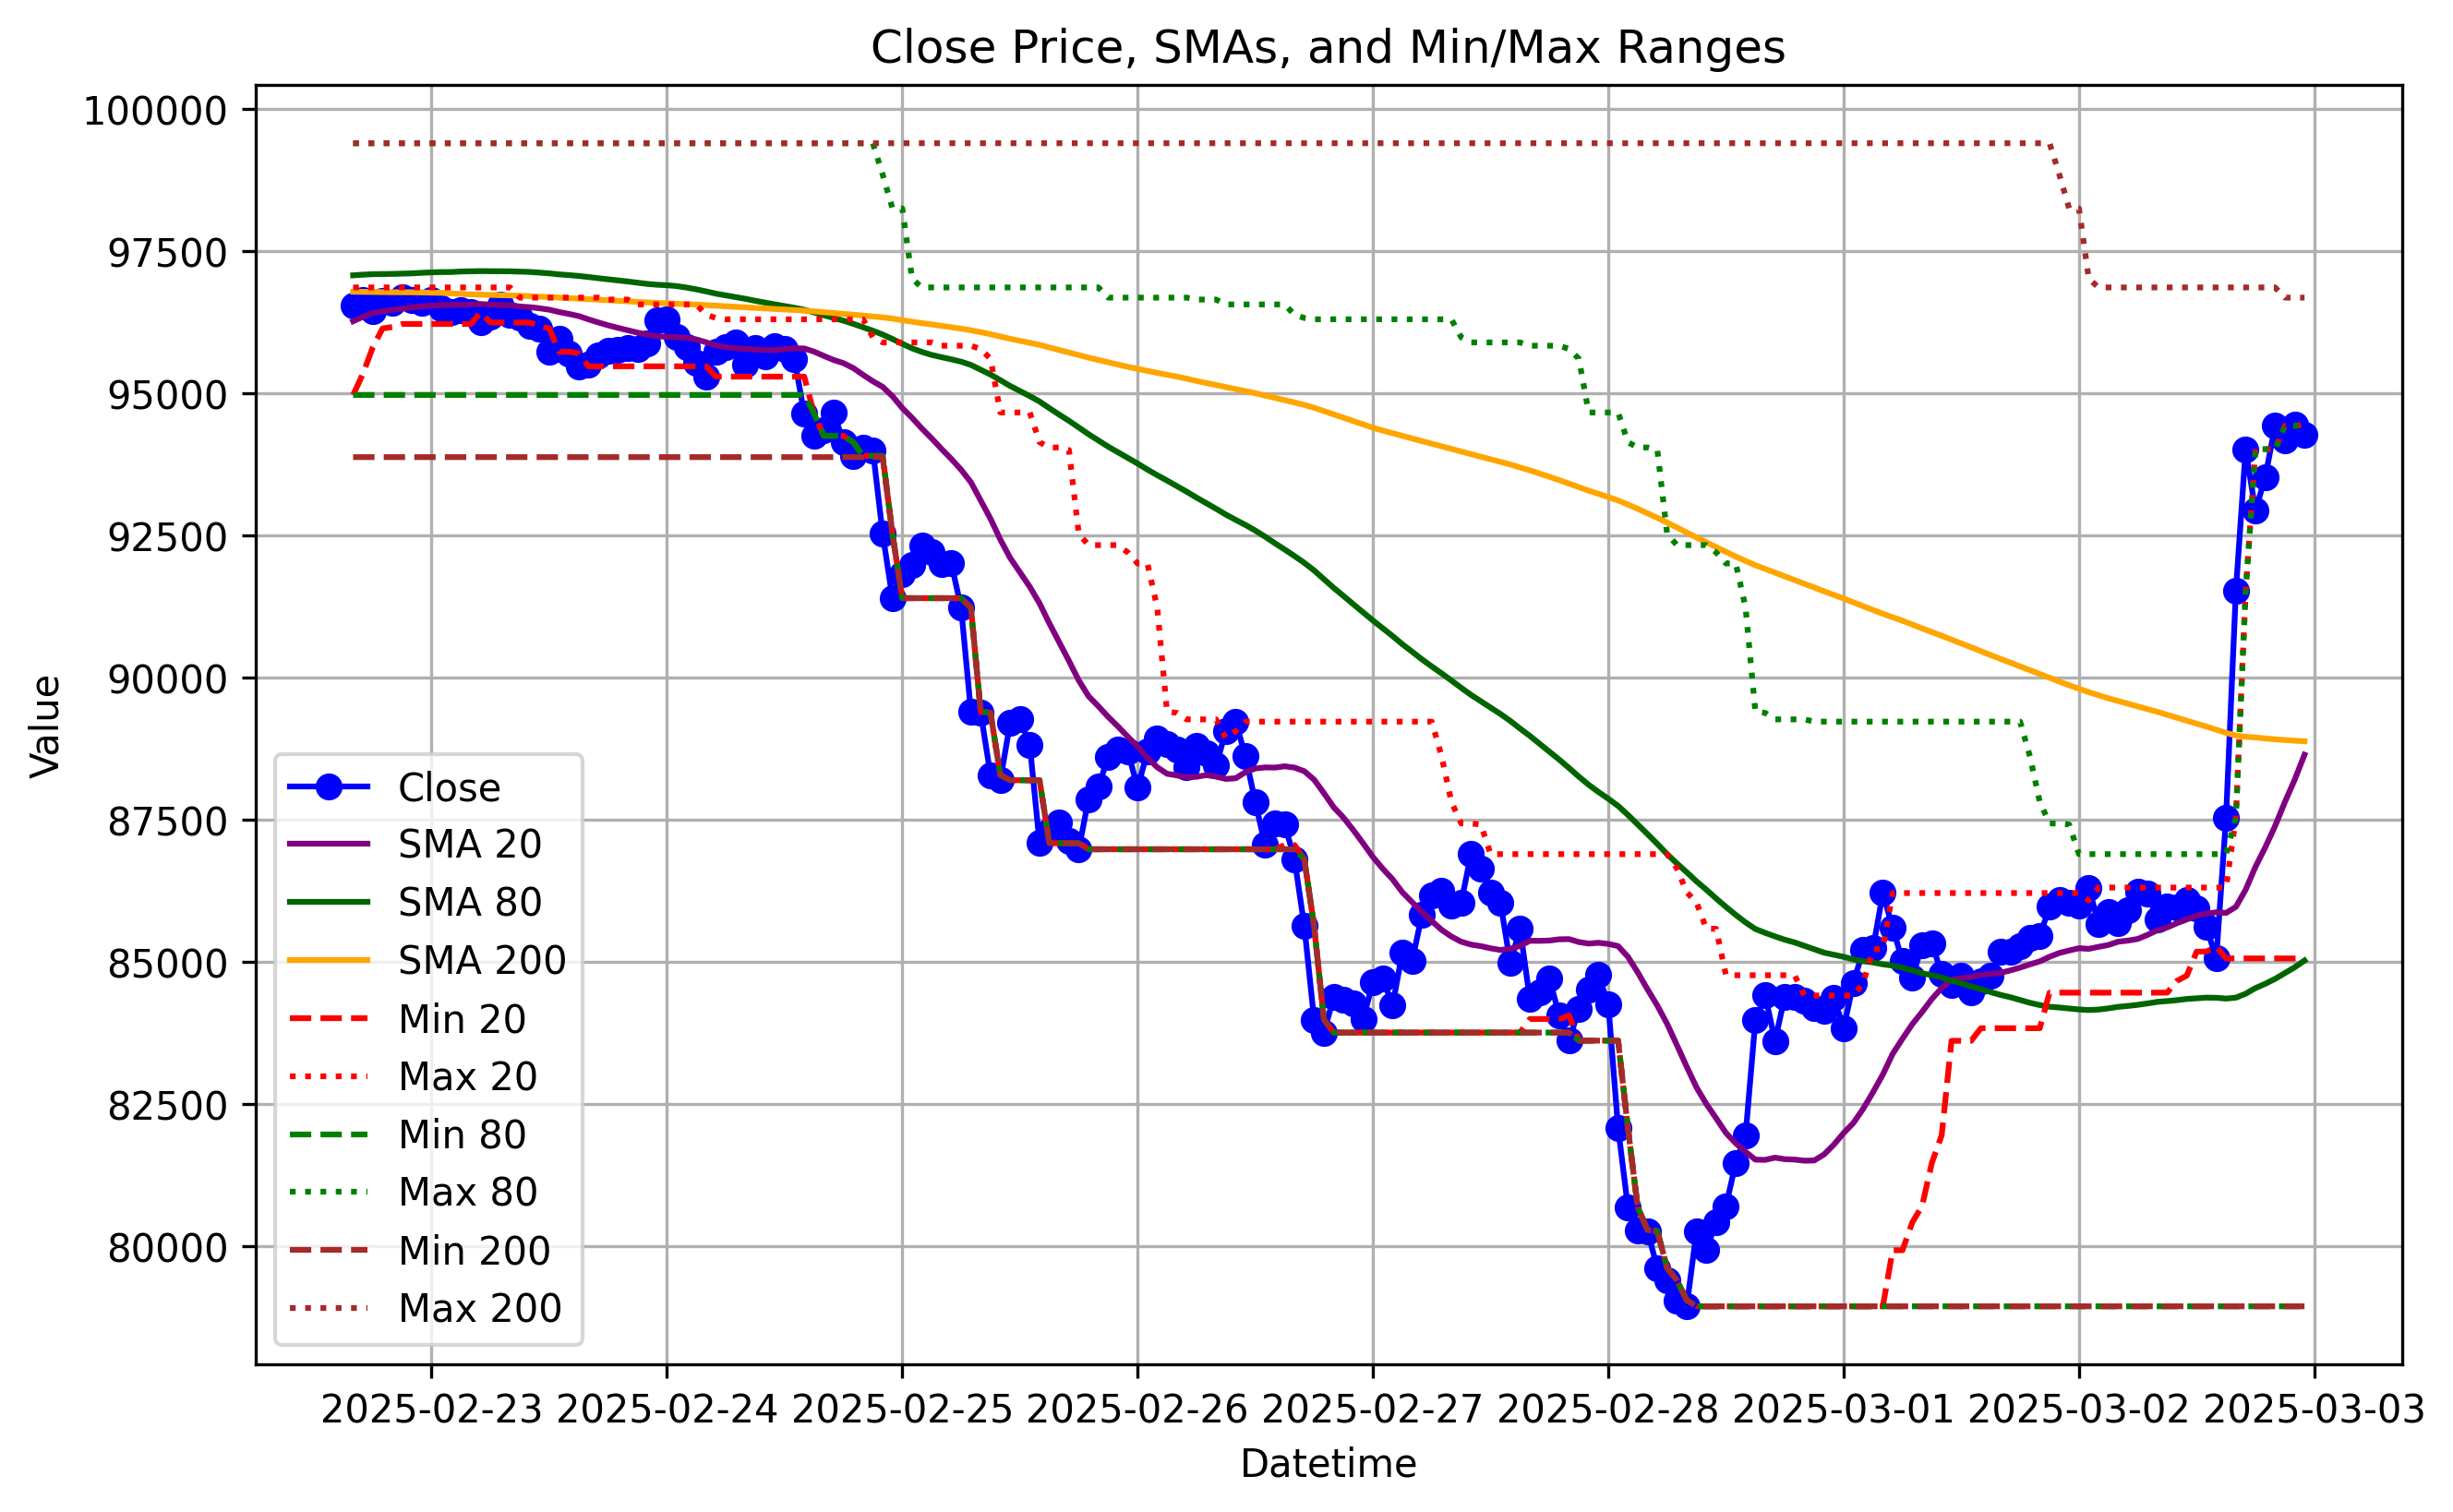 Close Price, SMAs, and Min/Max Ranges
100000
97500
95000
92500
90000
87500
85000
82500
80000
Value
Close
SMA 20
SMA 80
SMA 200
Min 20
Max 20
Min 80
Max 80
Min 200
Max 200
2025-02-23 2025-02-24 2025-02-25 2025-02-26 2025-02-27 2025-02-28 2025-03-01 2025-03-02 2025-03-03
Datetime